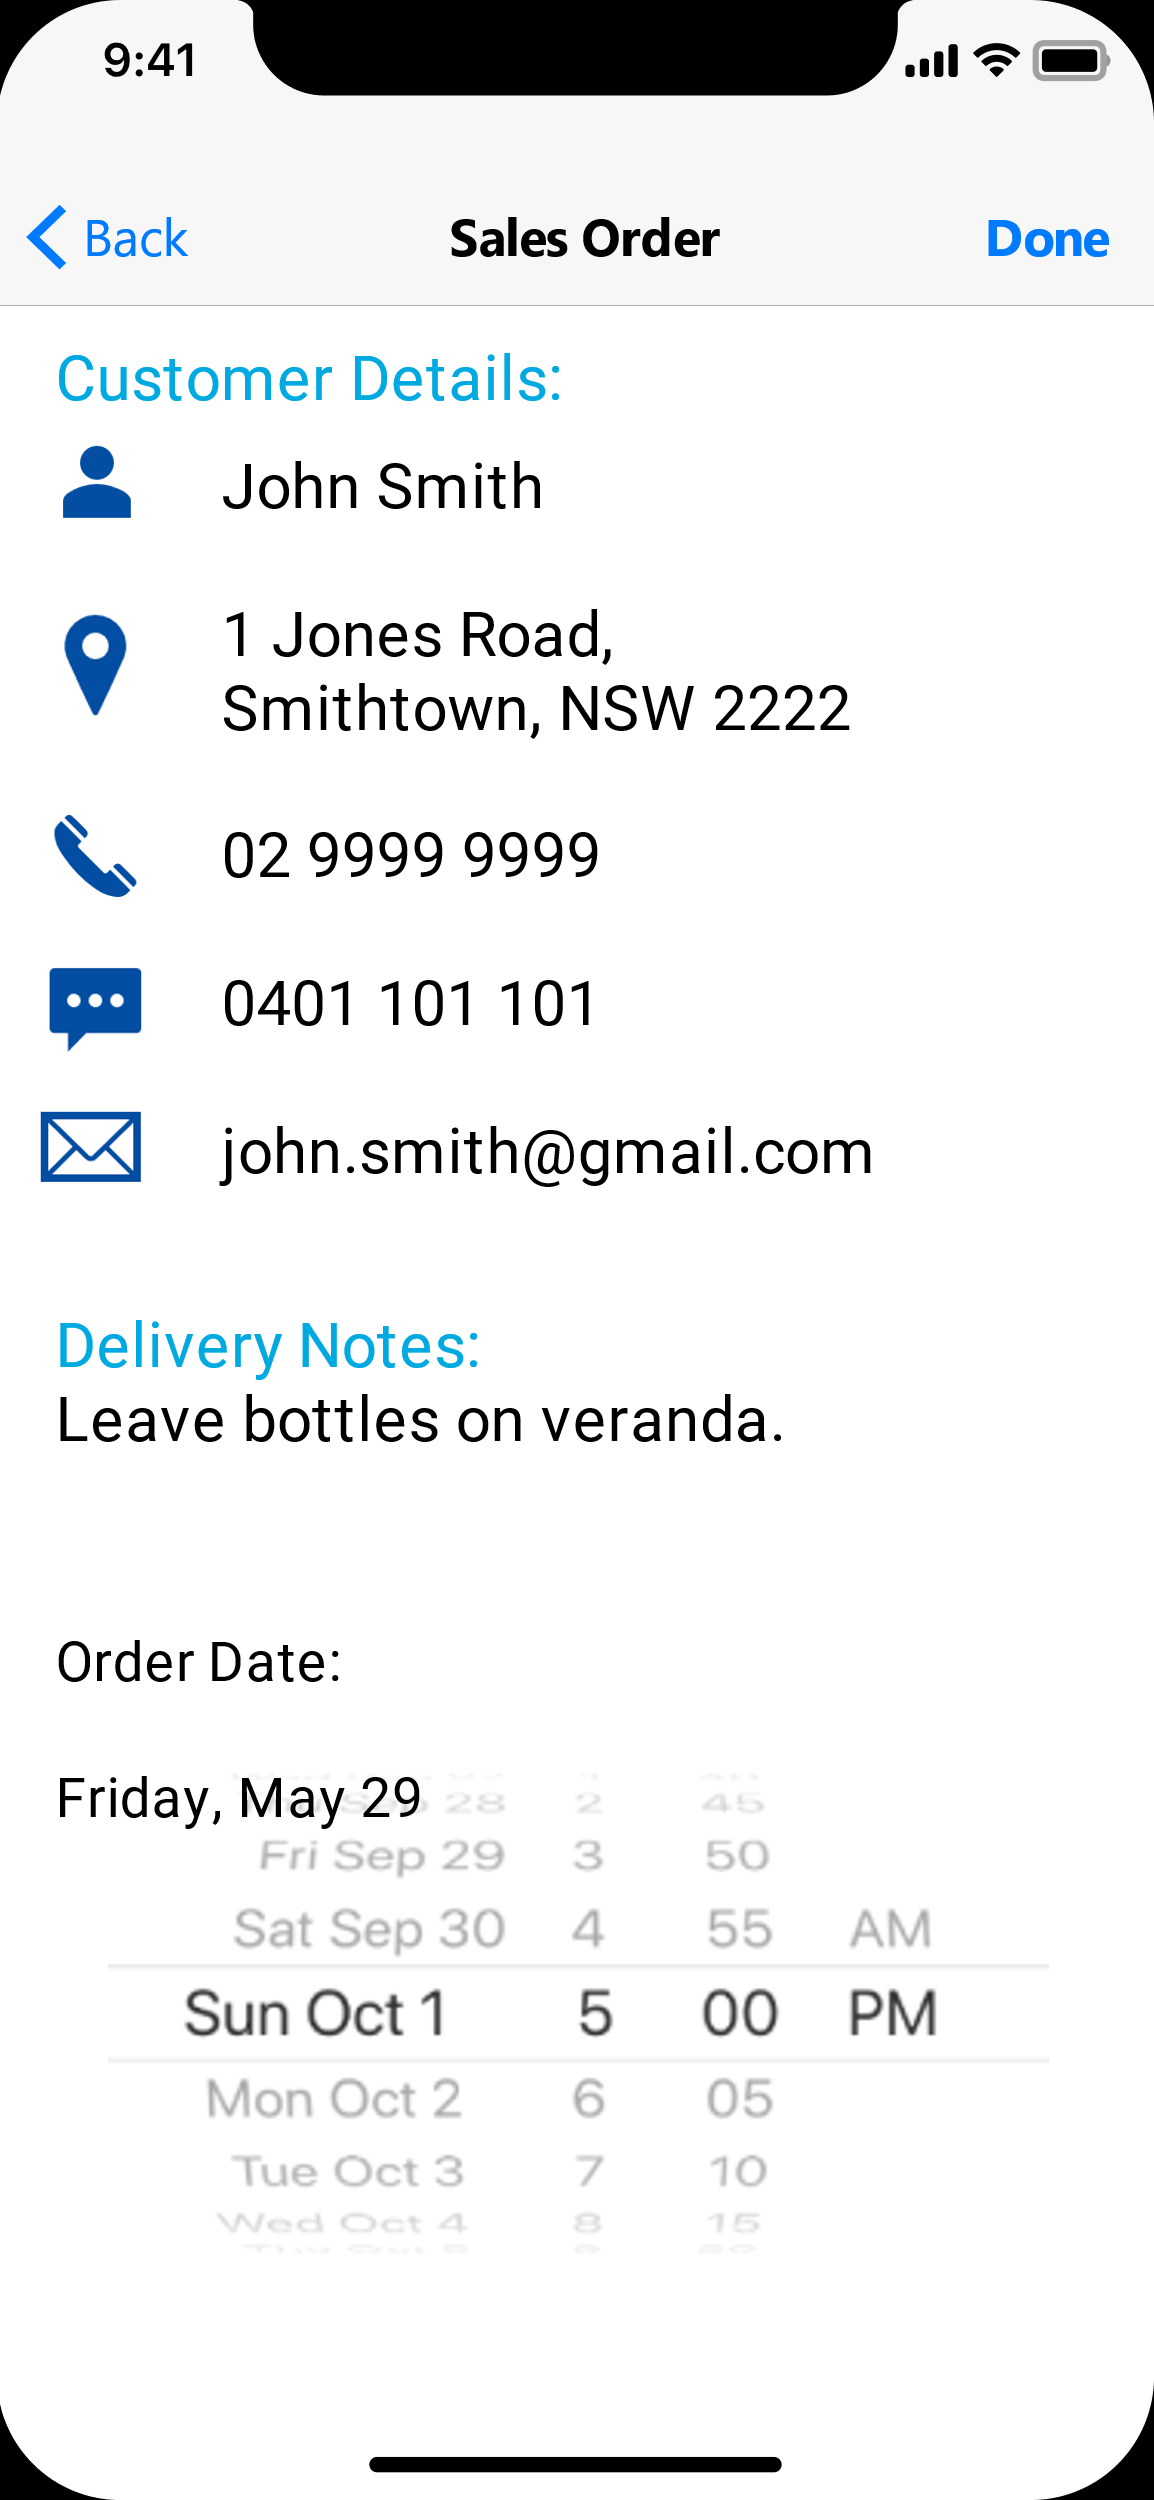 9:41
Back Sales Order Done
Customer Details:
John Smith
1 Jones Road,
Smithtown, NSW 2222
02 9999 9999
0401 101 101
john.smith@gmail.com
Delivery Notes:
Leave bottles on veranda.
Order Date:
Friday, May 29
Sep 28 2 45
Fri Sep 29 3 50
Sat Sep 30 4 55 AM
Sun Oct 1 5 00 PM
Mon Oct 2 6 05
Tue Oct 3 7 10
Wed Oct 4 8 15